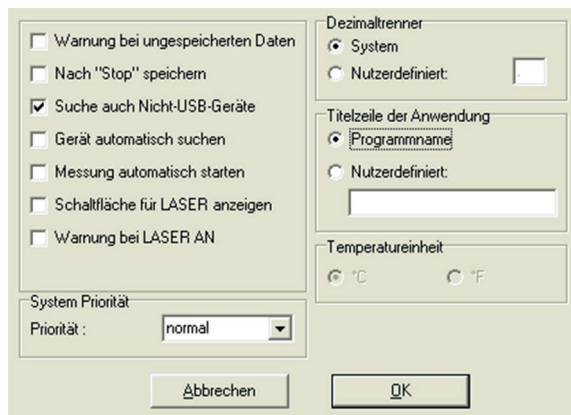 Warnung bei ungespeicherten Daten
Nach "Stop" speichern
Suche auch Nicht-USB-Geräte
Gerät automatisch suchen
Messung automatisch starten
Schaltfläche für LASER anzeigen
Warnung bei LASER AN
System Priorität
Priorität :
normal
Dezimaltrenner
System
Nutzerdefiniert:
.
Titelzeile der Anwendung
Programmname
Nutzerdefiniert:
Temperatureinheit
°C
°F
Abbrechen
OK